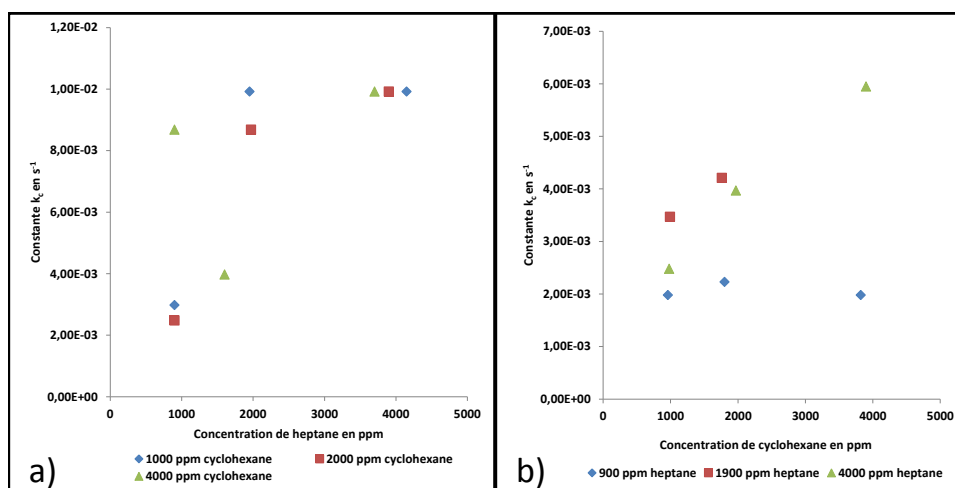 1,20E-02
1,00E-02
8,00E-03
6,00E-03
4,00E-03
2,00E-03
0,00E+00
Constante kc en s-1
0 1000 2000 3000 4000 5000
Concentration de heptane en ppm
1000 ppm cyclohexane 2000 ppm cyclohexane
4000 ppm cyclohexane
a)
7,00E-03
6,00E-03
5,00E-03
4,00E-03
3,00E-03
2,00E-03
1,00E-03
0,00E+00
Constante kc en s-1
0 1000 2000 3000 4000 5000
Concentration de cyclohexane en ppm
900 ppm heptane 1900 ppm heptane 4000 ppm heptane
b)